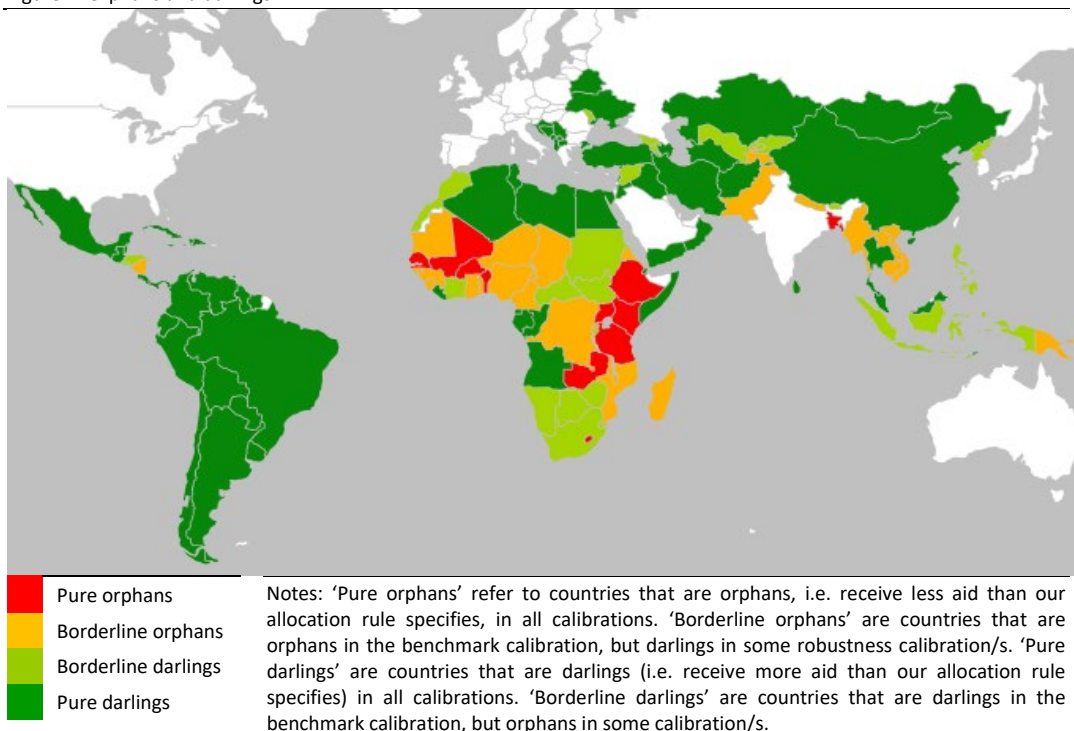 Pure orphans
Borderline orphans
Borderline darlings
Pure darlings
Notes: ‘Pure orphans’ refer to countries that are orphans, i.e. receive less aid than our
allocation rule specifies, in all calibrations. ‘Borderline orphans’ are countries that are
orphans in the benchmark calibration, but darlings in some robustness calibration/s. ‘Pure
darlings’ are countries that are darlings (i.e. receive more aid than our allocation rule
specifies) in all calibrations. ‘Borderline darlings’ are countries that are darlings in the
benchmark calibration, but orphans in some calibration/s.